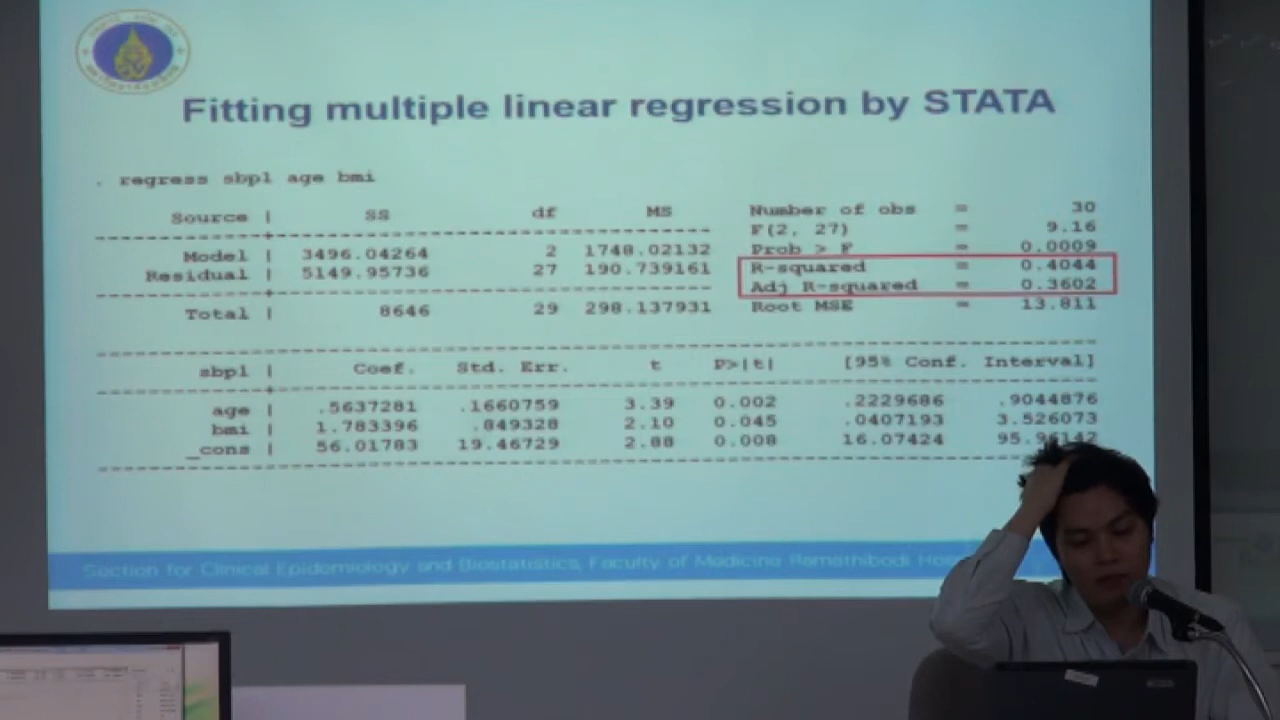 Fitting multiple linear regression by STATA
. regress sbp1 age bmi
Source | SS df MS
Model | 3496.04264 2 1748.02132
Residual | 5149.95736 27 190.739161
Total | 8646 29 298.137931
Number of obs = 30
F(2, 27) = 9.16
Prob > F = 0.0009
R-squared = 0.4044
Adj R-squared = 0.3602
Root MSE = 13.811
sbp1 | Coef. Std. Err. t P>|t| [95% Conf. Interval]
age | .5637281 .1660759 3.39 0.002 .2229686 .9044876
bmi | 1.783396 .849328 2.10 0.045 .0407193 3.526073
_cons | 56.01783 19.46729 2.88 0.008 16.07424 95.96142
Section for Clinical Epidemiology and Biostatistics, Faculty of Medicine Ramathibodi